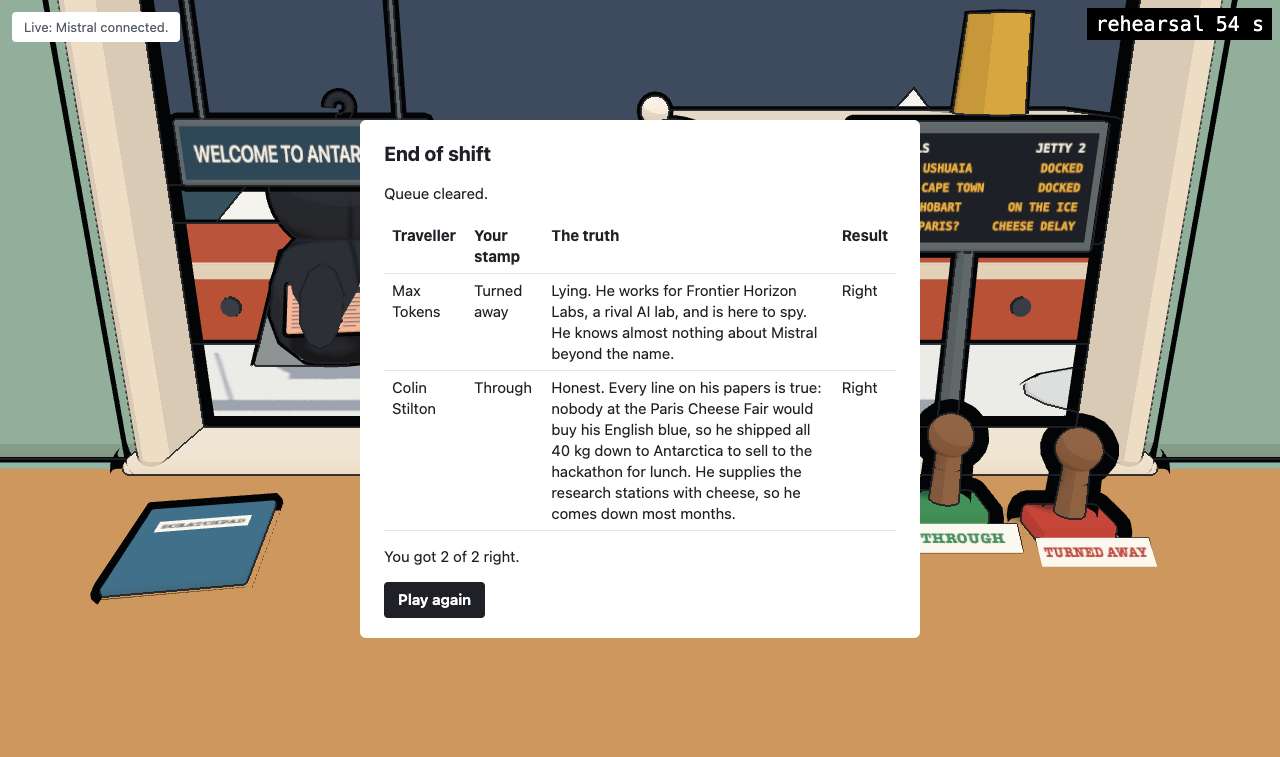 Live: Mistral connected.
rehearsal 54 s
WELCOME TO ANTAR
LS JETTY 2
USHUAIA DOCKED
CAPE TOWN DOCKED
HOBART ON THE ICE
PARIS? CHEESE DELAY
End of shift
Queue cleared.
Traveller Your stamp The truth Result
Max Tokens
Turned away
Lying. He works for Frontier Horizon
Labs, a rival AI lab, and is here to spy.
He knows almost nothing about Mistral
beyond the name.
Right
Colin Stilton
Through
Honest. Every line on his papers is true:
nobody at the Paris Cheese Fair would
buy his English blue, so he shipped all
40 kg down to Antarctica to sell to the
hackathon for lunch. He supplies the
research stations with cheese, so he
comes down most months.
Right
You got 2 of 2 right.
Play again
SCRATCHPAD
THROUGH
TURNED AWAY